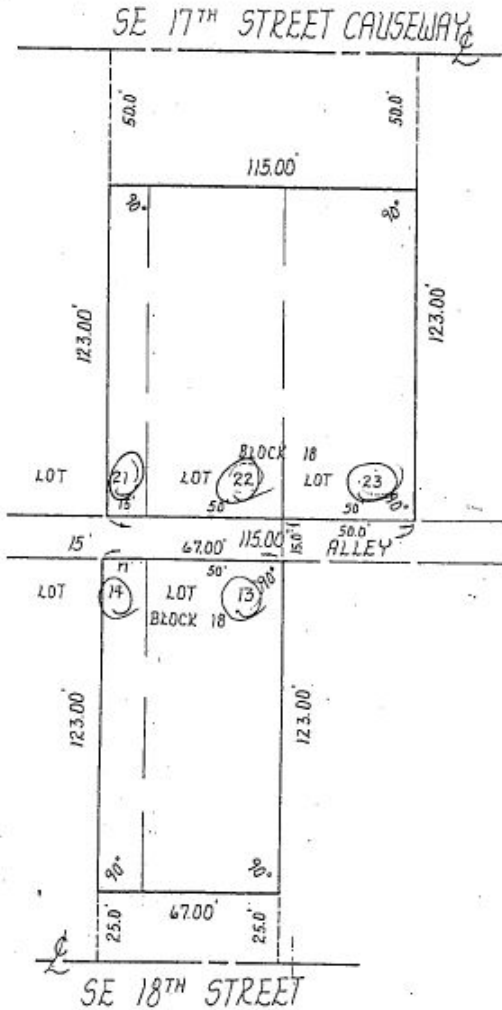 SE 17TH STREET CAUSEWAY ℄
50.0' 50.0'
115.00'
90° 90°
123.00' 123.00'
BLOCK 18
LOT 21 LOT 22 LOT 23
15' 50' 90°
115.00' 50.0'
15' 67.00' 15.0' ALLEY
17 50' 90°
LOT 14 LOT 13
BLOCK 18
123.00' 123.00'
90° 90°
67.00'
25.0' 25.0'
℄
SE 18TH STREET